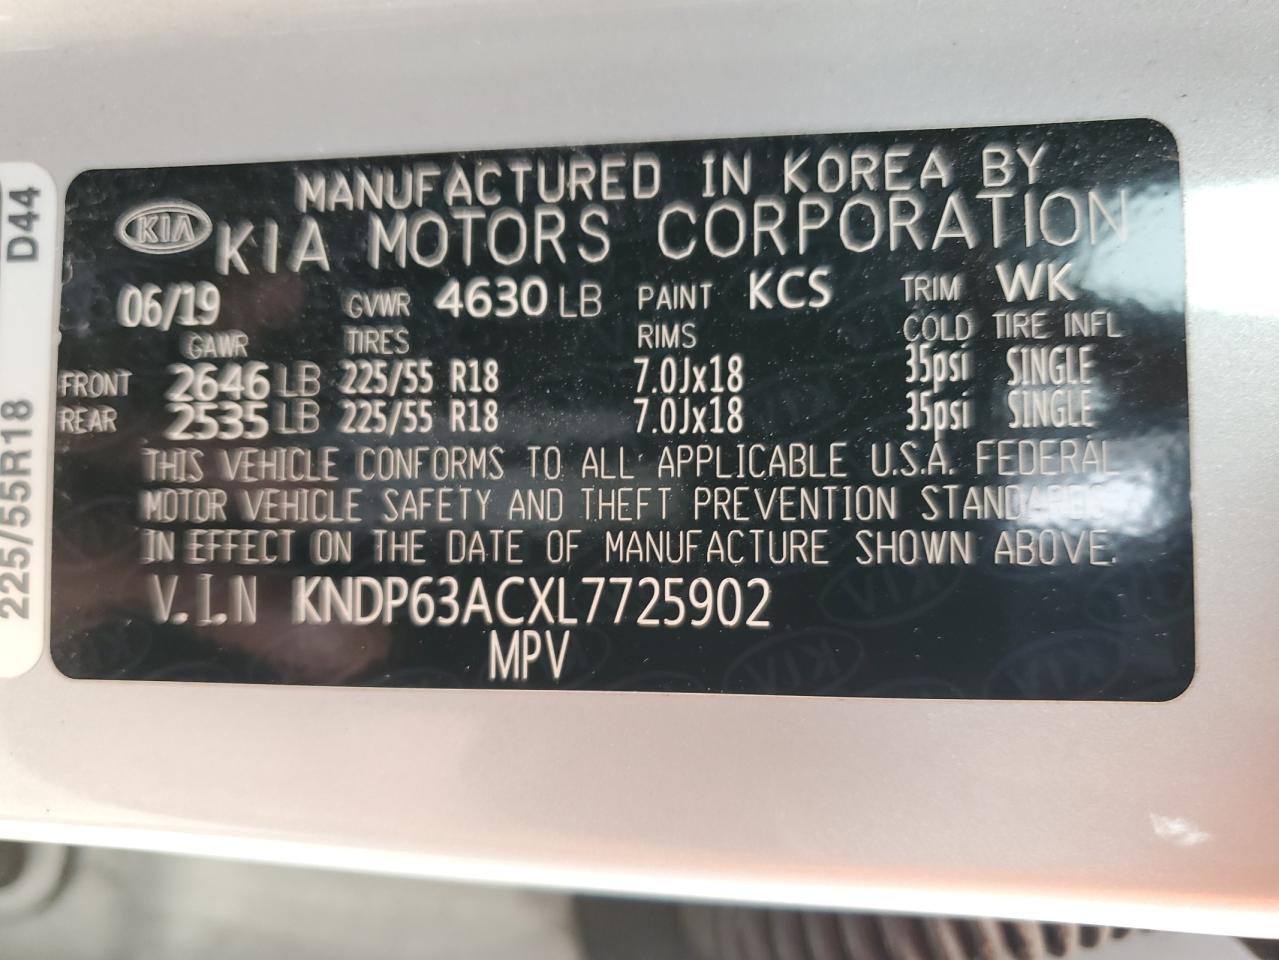 D44
225/55R18
MANUFACTURED IN KOREA BY
KIA KIA MOTORS CORPORATION
06/19 GVWR 4630 LB PAINT KCS TRIM WK
GAWR TIRES RIMS COLD TIRE INFL
FRONT 2646 LB 225/55 R18 7.0Jx18 35psi SINGLE
REAR 2535 LB 225/55 R18 7.0Jx18 35psi SINGLE
THIS VEHICLE CONFORMS TO ALL APPLICABLE U.S.A. FEDERAL
MOTOR VEHICLE SAFETY AND THEFT PREVENTION STANDARDS
IN EFFECT ON THE DATE OF MANUFACTURE SHOWN ABOVE.
V.I.N KNDP63ACXL7725902
MPV